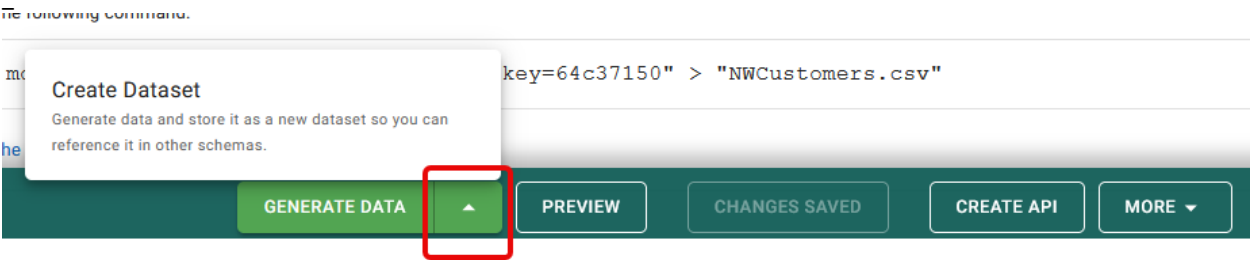 he following command:
key=64c37150" > "NWCustomers.csv"
Create Dataset
Generate data and store it as a new dataset so you can
reference it in other schemas.
he
GENERATE DATA
PREVIEW
CHANGES SAVED
CREATE API
MORE